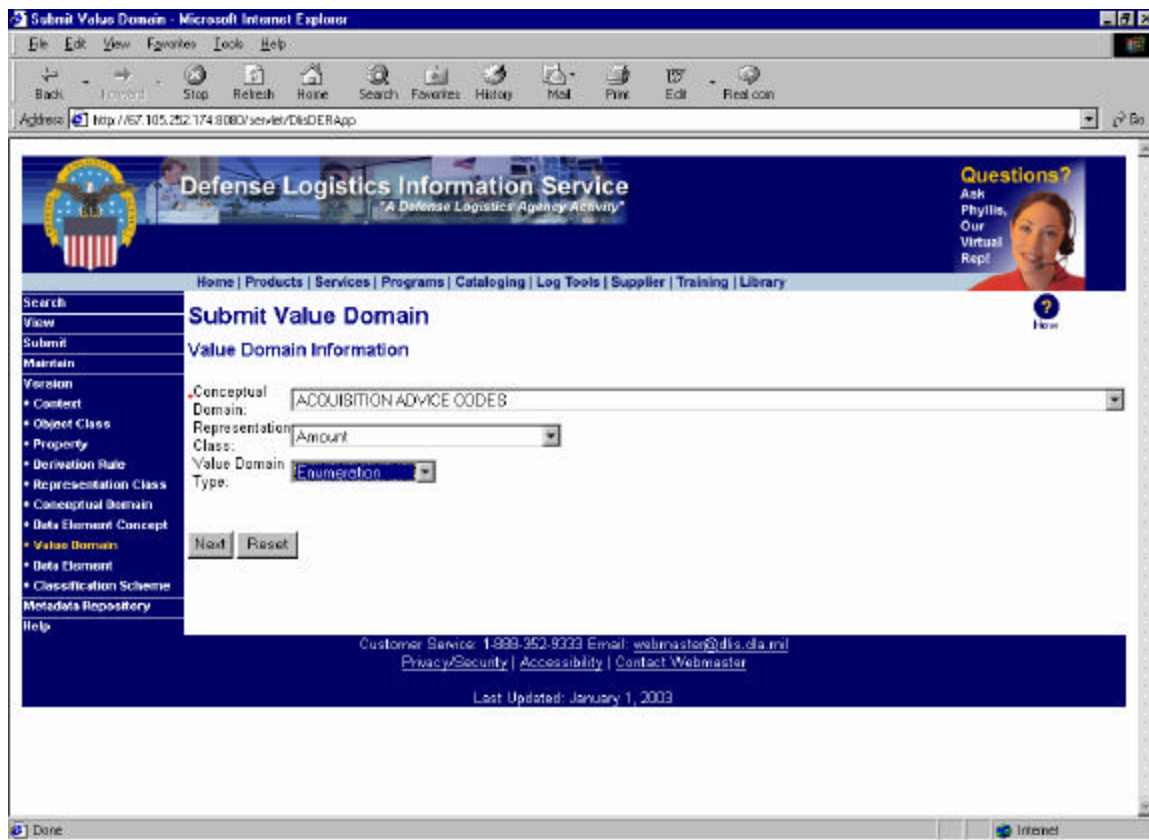 Submit Value Domain - Microsoft Internet Explorer
File Edit View Favorites Tools Help
Back Forward Stop Refresh Home Search Favorites History Mail Print Edit Real.com
Address http://67.105.252.174:8080/servlet/DlisDERApp Go
Defense Logistics Information Service
"A Defense Logistics Agency Activity"
Questions?
Ask
Phyllis,
Our
Virtual
Rep!
Home | Products | Services | Programs | Cataloging | Log Tools | Supplier | Training | Library
Search
View
Submit
Maintain
Version
• Context
• Object Class
• Property
• Derivation Rule
• Representation Class
• Conceptual Domain
• Data Element Concept
• Value Domain
• Data Element
• Classification Scheme
Metadata Repository
Help
Submit Value Domain
? How
Value Domain Information
*Conceptual Domain: ACQUISITION ADVICE CODES
Representation Class: Amount
Value Domain Type: Enumeration
Next Reset
Customer Service: 1-888-352-9333 Email: webmaster@dlis.dla.mil
Privacy/Security | Accessibility | Contact Webmaster
Last Updated: January 1, 2003
Done Internet